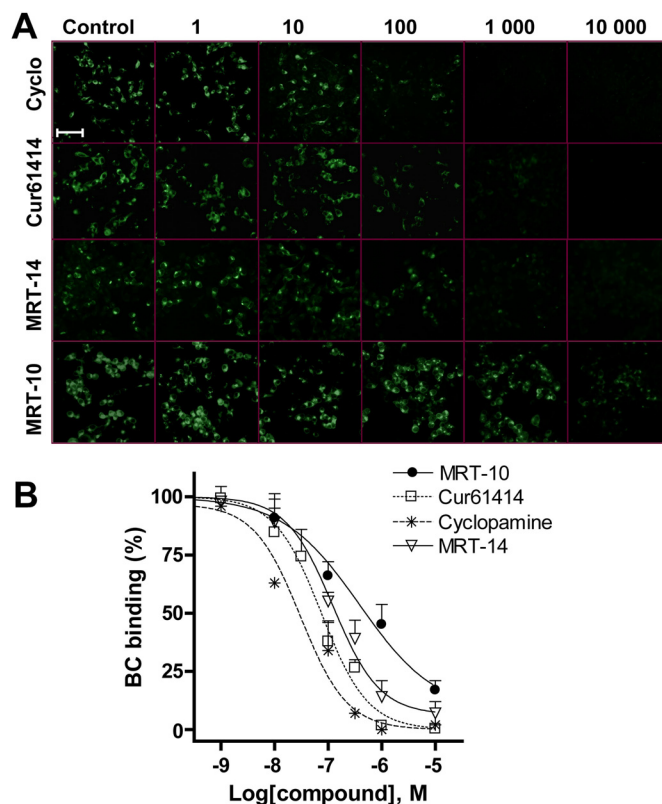 A
Control 1 10 100 1 000 10 000
Cyclo
Cur61414
MRT-14
MRT-10
B
MRT-10
Cur61414
Cyclopamine
MRT-14
BC binding (%)
100
75
50
25
0
-9 -8 -7 -6 -5
Log[compound], M